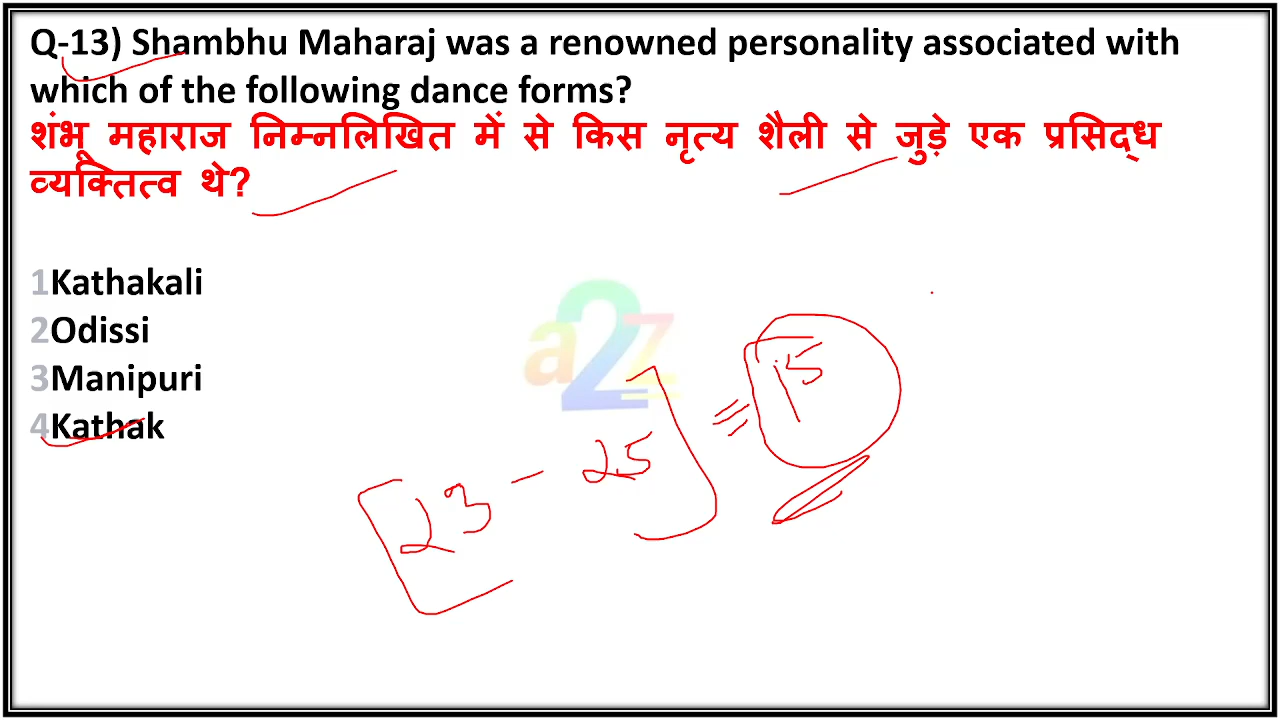 Q-13) Shambhu Maharaj was a renowned personality associated with
which of the following dance forms?
शंभू महाराज निम्नलिखित में से किस नृत्य शैली से जुड़े एक प्रसिद्ध
व्यक्तित्व थे?
1Kathakali
2Odissi
3Manipuri
4Kathak
a2z
[23 - 25] = 15